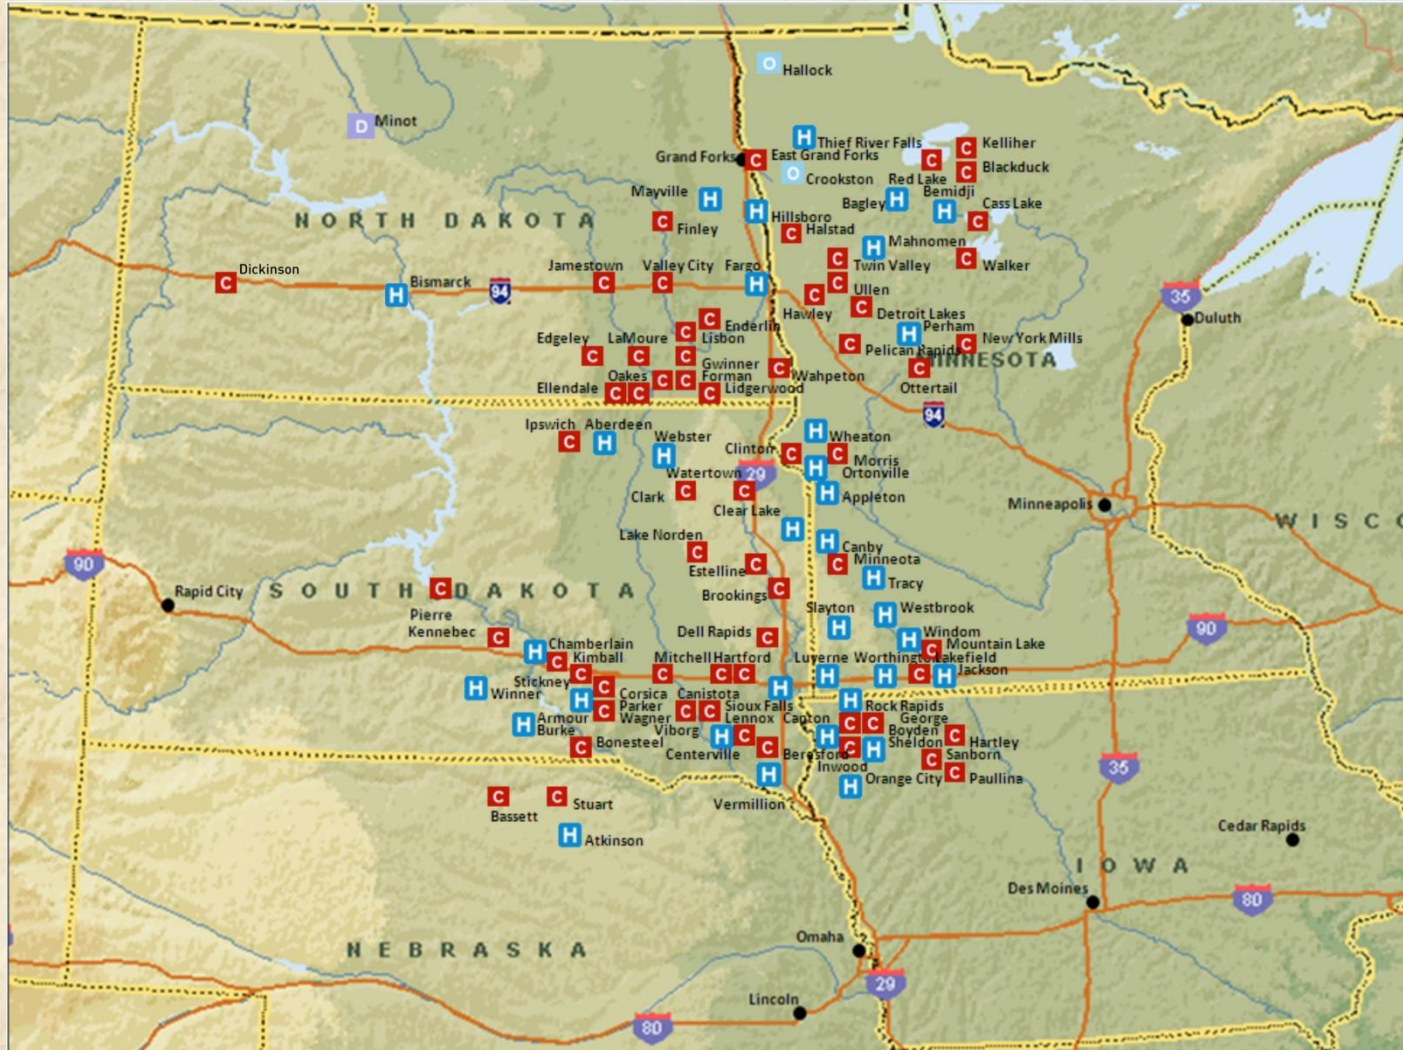 O Hallock
D Minot
H Thief River Falls
C Kelliher
Grand Forks C East Grand Forks
C
C Blackduck
O Crookston
Red Lake
Mayville H
Bagley H
Bemidji
H
Cass Lake
C
H Hillsboro
C Finley
C Halstad
NORTH DAKOTA
H Mahnomen
C Twin Valley
C Walker
Dickinson
C
Bismarck
H
94
Jamestown
C
Valley City
C
Fargo
H
C Ullen
C
Hawley
C Detroit Lakes
C Enderlin
C Lisbon
H Perham
Edgeley
C
LaMoure
C
C Gwinner
C Pelican Rapids
C New York Mills
MINNESOTA
35
Duluth
Oakes
C C Forman
C Wahpeton
C
Ottertail
Ellendale C C
C Lidgerwood
94
Ipswich
C
Aberdeen
H
Webster
H
Clinton C
H Wheaton
C Morris
H Ortonville
Watertown
29
Clark C
C
Clear Lake
H Appleton
Minneapolis
WISCO
H
H Canby
Lake Norden
C
Estelline C
C Minneota
H Tracy
90
Rapid City
SOUTH DAKOTA
C
Pierre
Brookings C
Slayton
H
H Westbrook
90
Kennebec C
Dell Rapids C
H Windom
C Mountain Lake
H Chamberlain
C Kimball
Mitchell
C
Hartford
C C
Luverne
H
Worthington
H
Lakefield
C
H Jackson
Stickney
C
H Winner
C Corsica
H
Canistota
H
C Parker
C Wagner
C C Sioux Falls
H Rock Rapids
H Armour
Burke
Viborg
Lennox
Canton
C C George
Boyden
H C
H
C
H Sheldon
C Hartley
C Bonesteel
Centerville
C Beresford
Inwood
C Sanborn
H
Vermillion
H Orange City
C Paullina
35
C
Bassett
C Stuart
H Atkinson
Cedar Rapids
IOWA
Des Moines
80
Omaha
NEBRASKA
29
Lincoln
80